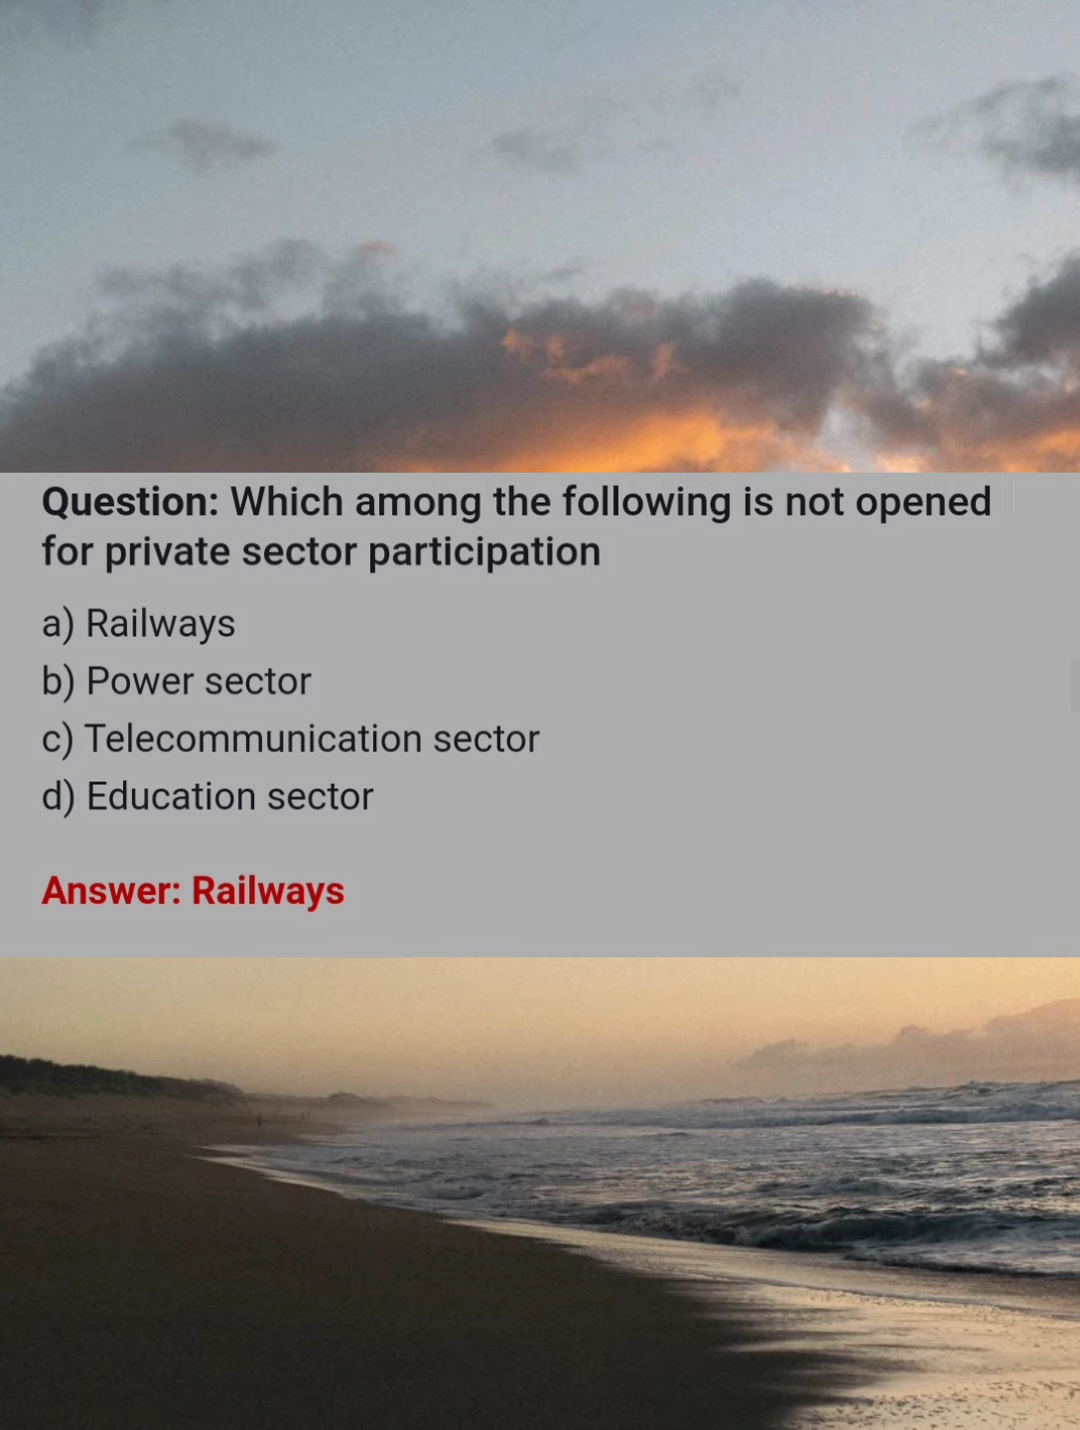 Question: Which among the following is not opened
for private sector participation
a) Railways
b) Power sector
c) Telecommunication sector
d) Education sector
Answer: Railways